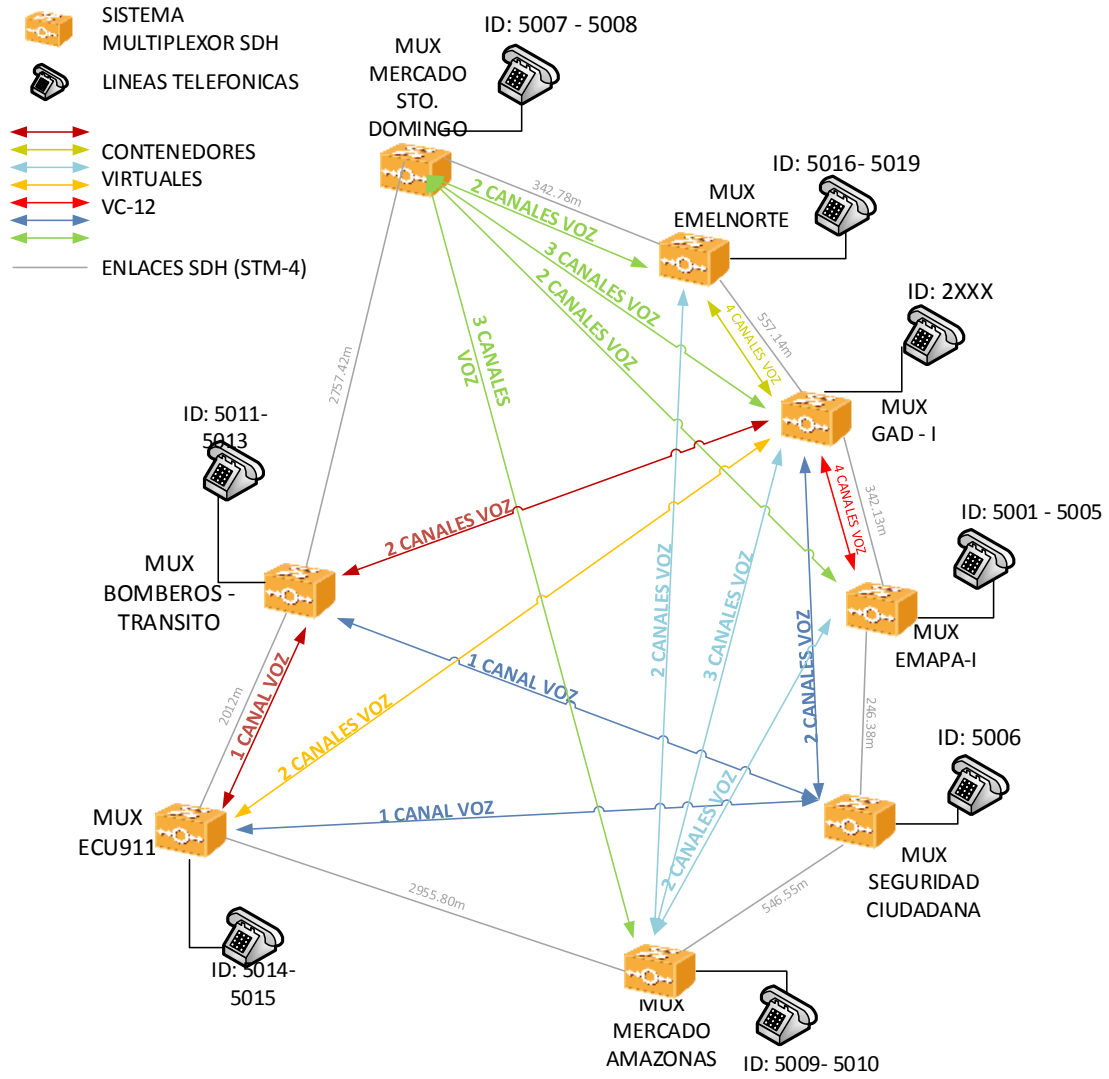 SISTEMA
MULTIPLEXOR SDH
LINEAS TELEFONICAS
CONTENEDORES
VIRTUALES
VC-12
ENLACES SDH (STM-4)
ID: 5007 - 5008
MUX
MERCADO
STO.
DOMINGO
ID: 5016- 5019
MUX
EMELNORTE
342.78m
2 CANALES VOZ
3 CANALES VOZ
2 CANALES VOZ
3 CANALES
VOZ
4 CANALES VOZ
557.14m
ID: 2XXX
MUX
GAD - I
2757.42m
ID: 5011-
5013
2 CANALES VOZ
4 CANALES VOZ
342.13m
ID: 5001 - 5005
MUX
BOMBEROS -
TRANSITO
MUX
EMAPA-I
2012m
1 CANAL VOZ
1 CANAL VOZ
2 CANALES VOZ
2 CANALES VOZ
3 CANALES VOZ
2 CANALES VOZ
2 CANALES VOZ
246.38m
ID: 5006
1 CANAL VOZ
MUX
ECU911
MUX
SEGURIDAD
CIUDADANA
2955.80m
546.55m
ID: 5014-
5015
MUX
MERCADO
AMAZONAS
ID: 5009- 5010